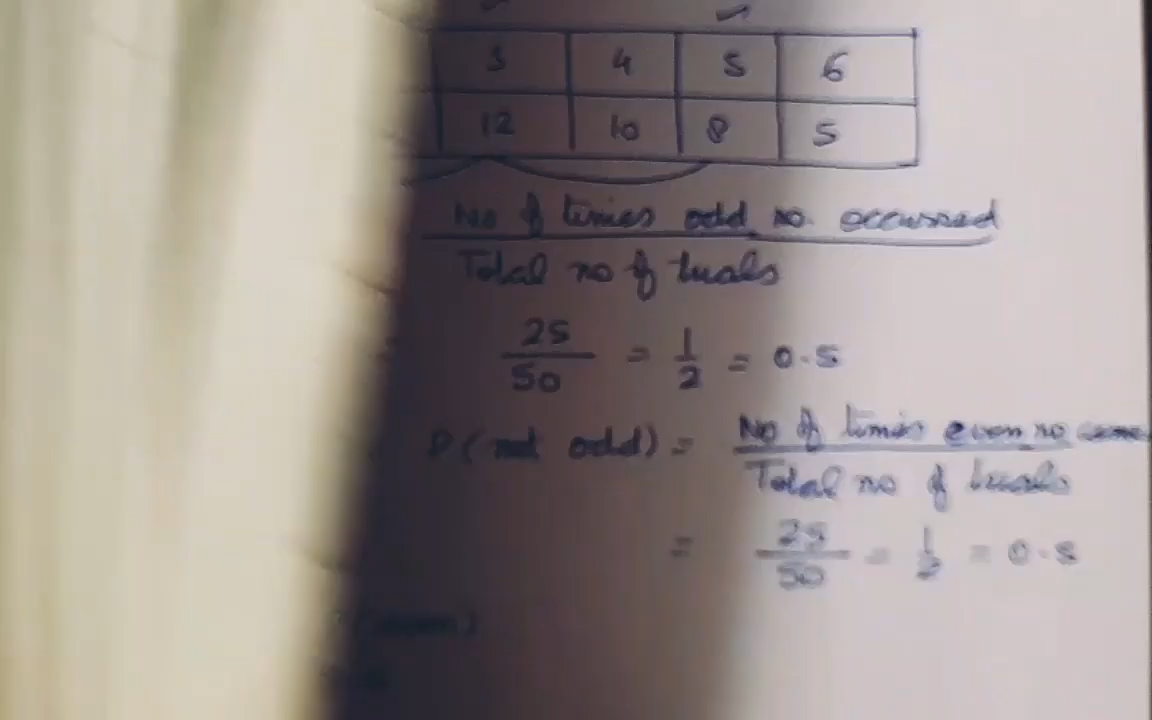 3 4 5 6
12 10 8 5
No of times odd no. occurred
Total no of trials
25
50 = 1/2 = 0.5
P(not odd) = No of times even no
Total no of trials
= 25/50 = 1/2 = 0.5